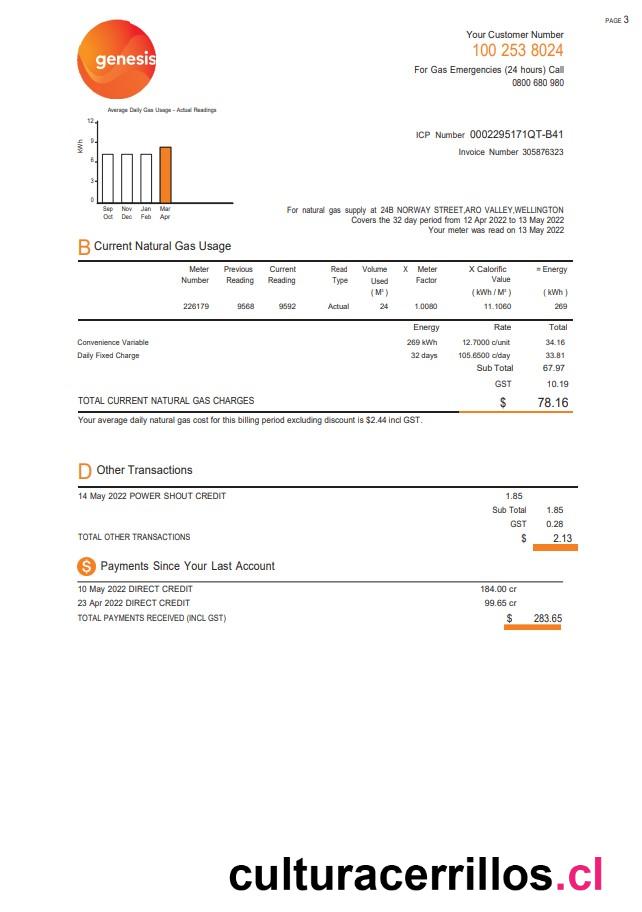 PAGE 3
genesis
Your Customer Number
100 253 8024
For Gas Emergencies (24 hours) Call
0800 680 980
Average Daily Gas Usage - Actual Readings
kWh
12
9
6
3
0
Sep Nov Jan Mar
Oct Dec Feb Apr
ICP Number 0002295171QT-B41
Invoice Number 305876323
For natural gas supply at 24B NORWAY STREET,ARO VALLEY,WELLINGTON
Covers the 32 day period from 12 Apr 2022 to 13 May 2022
Your meter was read on 13 May 2022
B Current Natural Gas Usage
Meter Previous Current Read Volume X Meter X Calorific = Energy
Number Reading Reading Type Used Factor Value
( M³ ) ( kWh / M³ ) ( kWh )
226179 9568 9592 Actual 24 1.0080 11.1060 269
Energy Rate Total
Convenience Variable 269 kWh 12.7000 c/unit 34.16
Daily Fixed Charge 32 days 105.6500 c/day 33.81
Sub Total 67.97
GST 10.19
TOTAL CURRENT NATURAL GAS CHARGES $ 78.16
Your average daily natural gas cost for this billing period excluding discount is $2.44 incl GST.
D Other Transactions
14 May 2022 POWER SHOUT CREDIT 1.85
Sub Total 1.85
GST 0.28
TOTAL OTHER TRANSACTIONS $ 2.13
$ Payments Since Your Last Account
10 May 2022 DIRECT CREDIT 184.00 cr
23 Apr 2022 DIRECT CREDIT 99.65 cr
TOTAL PAYMENTS RECEIVED (INCL GST) $ 283.65
culturacerrillos.cl